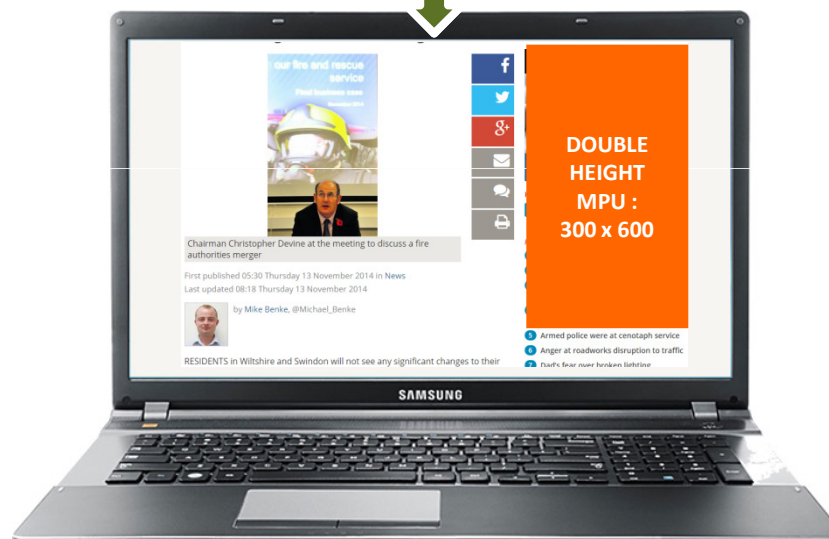 our fire and rescue
service
Final business case
November 2014
f
g+
Chairman Christopher Devine at the meeting to discuss a fire
authorities merger
First published 05:30 Thursday 13 November 2014 in News
Last updated 08:18 Thursday 13 November 2014
by Mike Benke, @Michael_Benke
RESIDENTS in Wiltshire and Swindon will not see any significant changes to their
DOUBLE
HEIGHT
MPU :
300 x 600
5 Armed police were at cenotaph service
6 Anger at roadworks disruption to traffic
7 Dad's fear over broken lighting
SAMSUNG